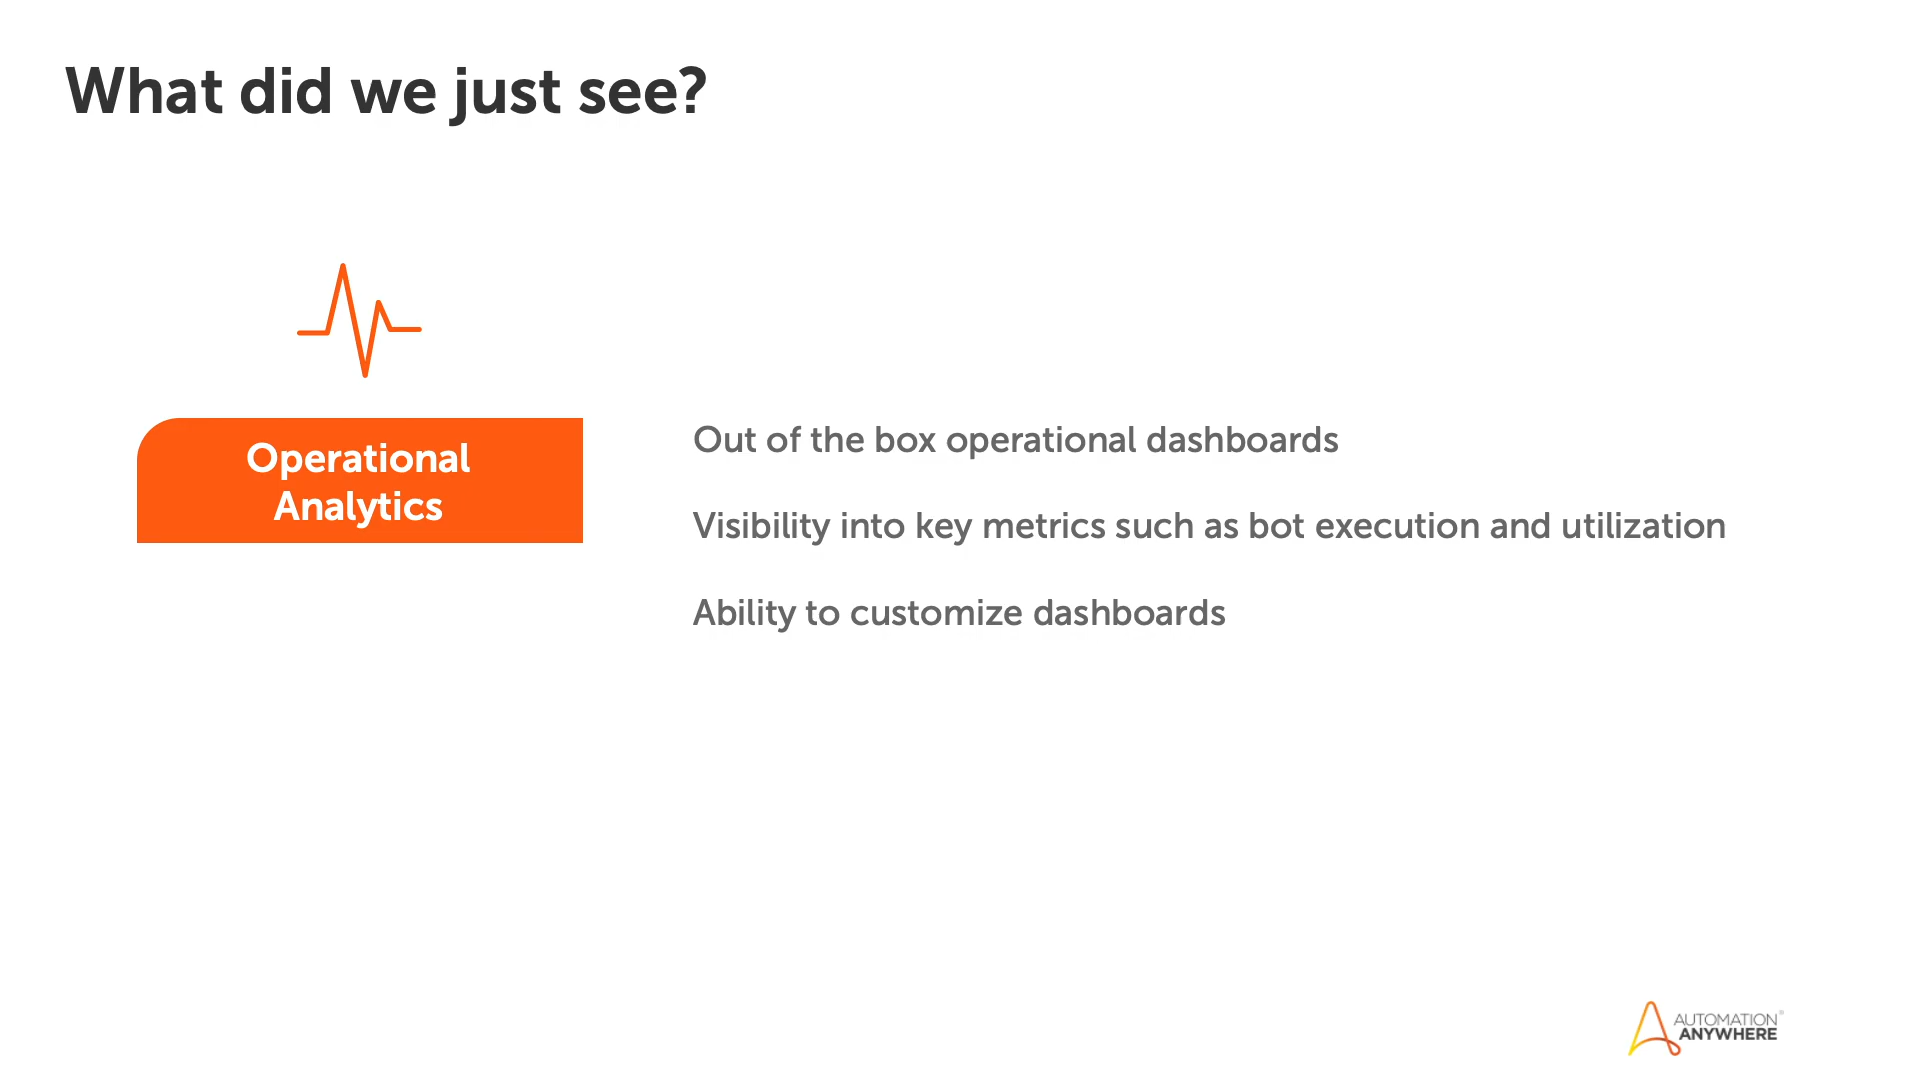 What did we just see?
Operational
Analytics
Out of the box operational dashboards
Visibility into key metrics such as bot execution and utilization
Ability to customize dashboards
AUTOMATION®
ANYWHERE